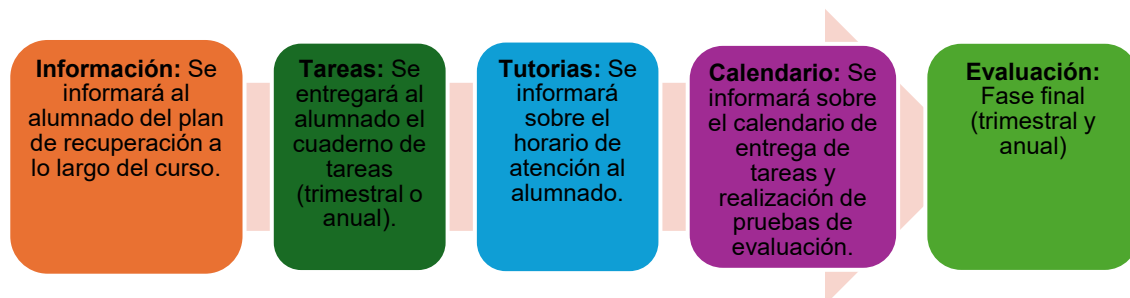 Información: Se
informará al
alumnado del plan
de recuperación a
lo largo del curso.
Tareas: Se
entregará al
alumnado el
cuaderno de
tareas
(trimestral o
anual).
Tutorias: Se
informará
sobre el
horario de
atención al
alumnado.
Calendario: Se
informará sobre
el calendario de
entrega de
tareas y
realización de
pruebas de
evaluación.
Evaluación:
Fase final
(trimestral y
anual)